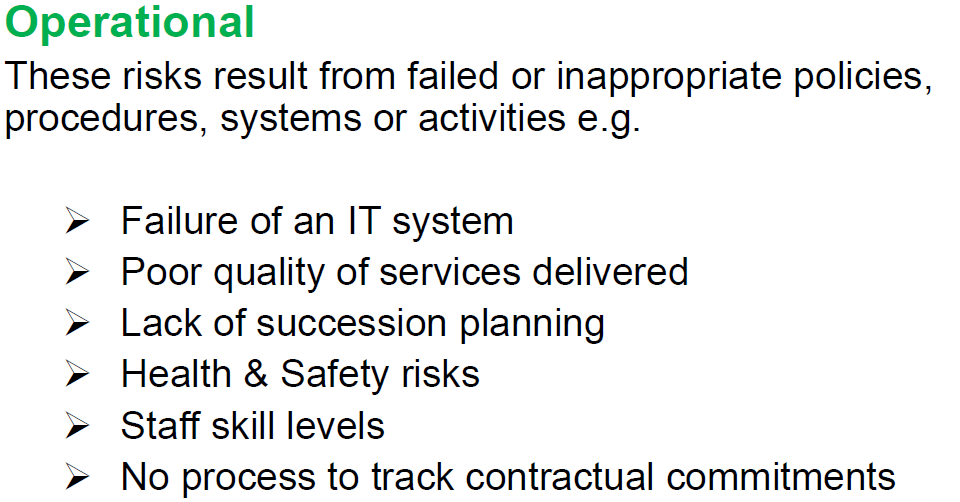 Operational
These risks result from failed or inappropriate policies,
procedures, systems or activities e.g.
➢ Failure of an IT system
➢ Poor quality of services delivered
➢ Lack of succession planning
➢ Health & Safety risks
➢ Staff skill levels
➢ No process to track contractual commitments